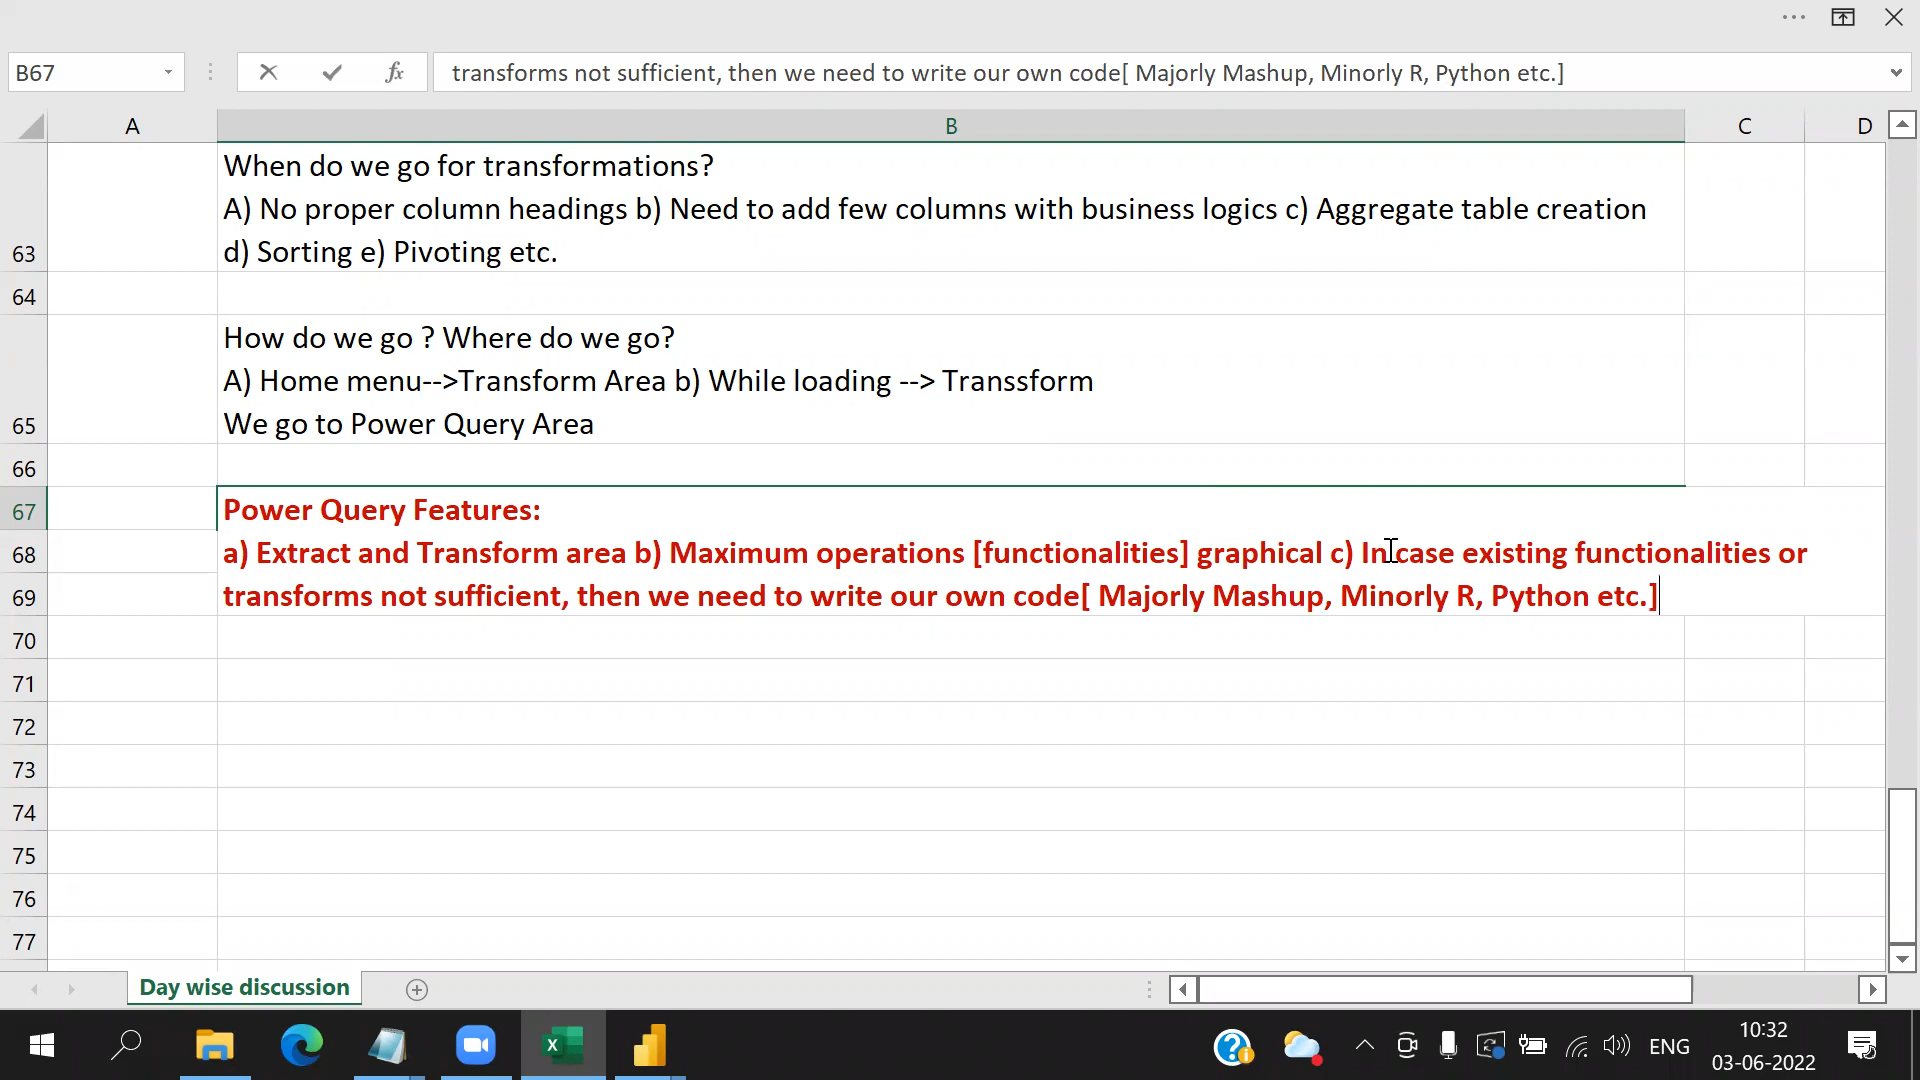 B67
fx
transforms not sufficient, then we need to write our own code[ Majorly Mashup, Minorly R, Python etc.]
A B C D
When do we go for transformations?
A) No proper column headings b) Need to add few columns with business logics c) Aggregate table creation
63 d) Sorting e) Pivoting etc.
64
How do we go ? Where do we go?
A) Home menu-->Transform Area b) While loading --> Transsform
65 We go to Power Query Area
66
67 Power Query Features:
68 a) Extract and Transform area b) Maximum operations [functionalities] graphical c) In case existing functionalities or
69 transforms not sufficient, then we need to write our own code[ Majorly Mashup, Minorly R, Python etc.]
70
71
72
73
74
75
76
77
Day wise discussion
ENG
10:32
03-06-2022